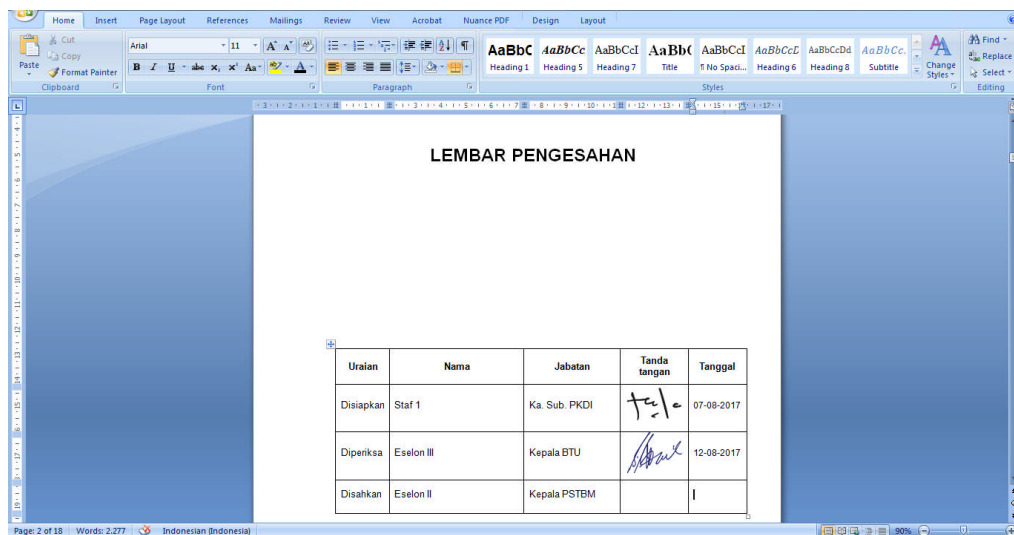 Home Insert Page Layout References Mailings Review View Acrobat Nuance PDF Design Layout
Cut
Copy
Paste
Format Painter
Clipboard
Arial 11
B I U abe x, x' Aa A
Font
Paragraph
AaBbC AaBbCc AaBbCcI AaBb( AaBbCcI AaBbCcD AaBbCcDd AaBbCc.
Heading 1 Heading 5 Heading 7 Title ¶ No Spaci... Heading 6 Heading 8 Subtitle
Change Styles
Styles
Find
Replace
Select
Editing
LEMBAR PENGESAHAN
Uraian Nama Jabatan Tanda tangan Tanggal
Disiapkan Staf 1 Ka. Sub. PKDI 07-08-2017
Diperiksa Eselon III Kepala BTU 12-08-2017
Disahkan Eselon II Kepala PSTBM
Page: 2 of 18 Words: 2.277 Indonesian (Indonesia) 90%